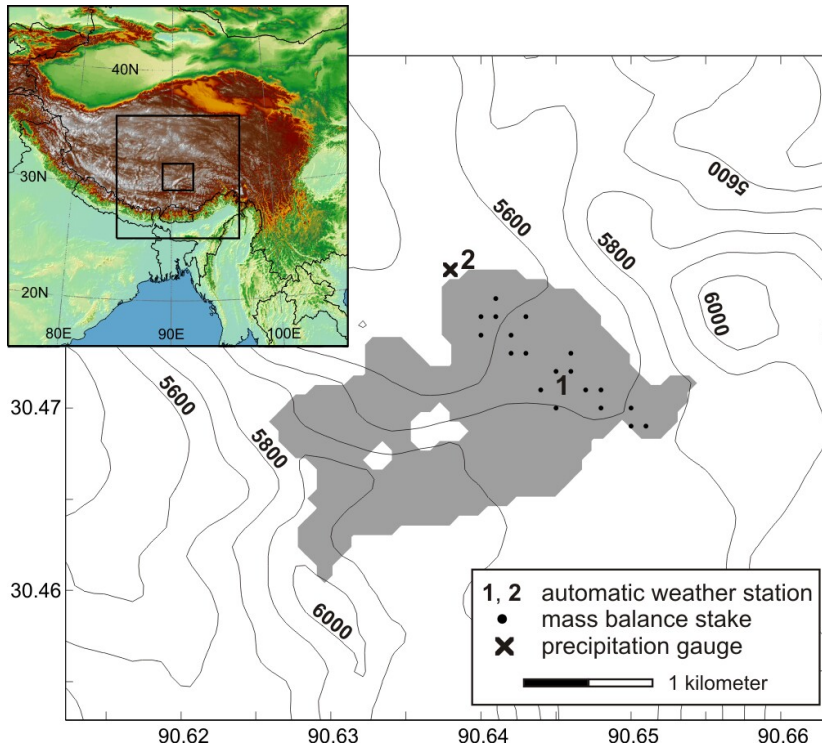 40N
30N
20N
80E
90E
100E
5600
5600
5800
2
6000
1
30.47
5600
5800
30.46
6000
1, 2 automatic weather station
mass balance stake
precipitation gauge
1 kilometer
90.62
90.63
90.64
90.65
90.66